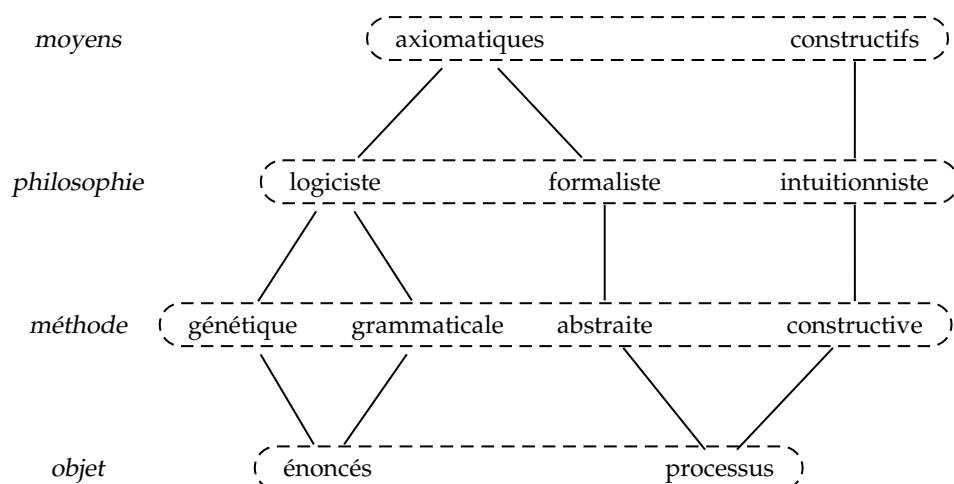 moyens axiomatiques constructifs
philosophie logiciste formaliste intuitionniste
méthode génétique grammaticale abstraite constructive
objet énoncés processus